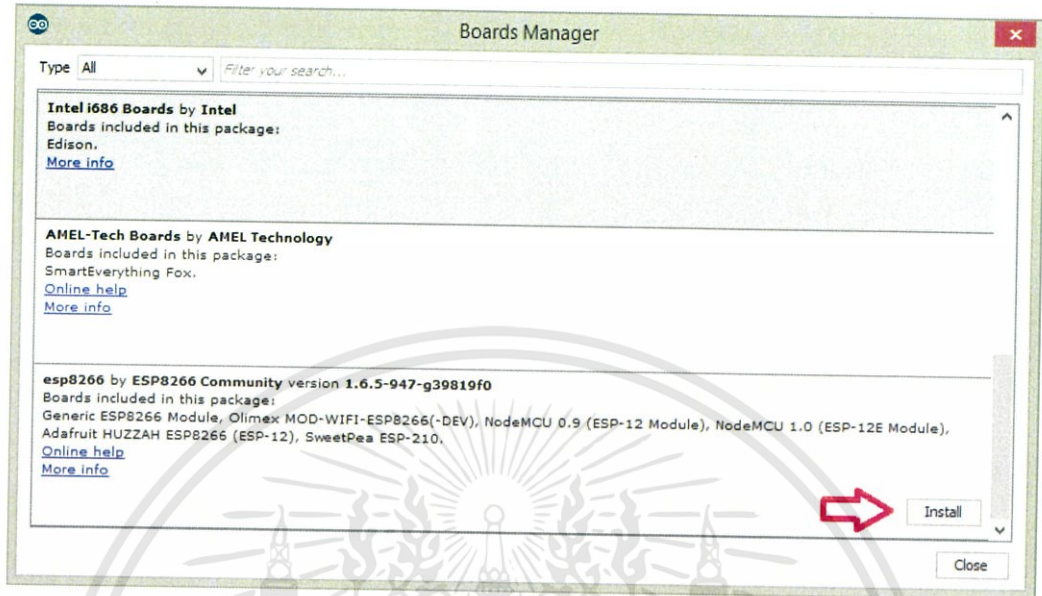 Boards Manager
Type All Filter your search...
Intel i686 Boards by Intel
Boards included in this package:
Edison.
More info
AMEL-Tech Boards by AMEL Technology
Boards included in this package:
SmartEverything Fox.
Online help
More info
esp8266 by ESP8266 Community version 1.6.5-947-g39819f0
Boards included in this package:
Generic ESP8266 Module, Olimex MOD-WIFI-ESP8266(-DEV), NodeMCU 0.9 (ESP-12 Module), NodeMCU 1.0 (ESP-12E Module),
Adafruit HUZZAH ESP8266 (ESP-12), SweetPea ESP-210.
Online help
More info
Install
Close